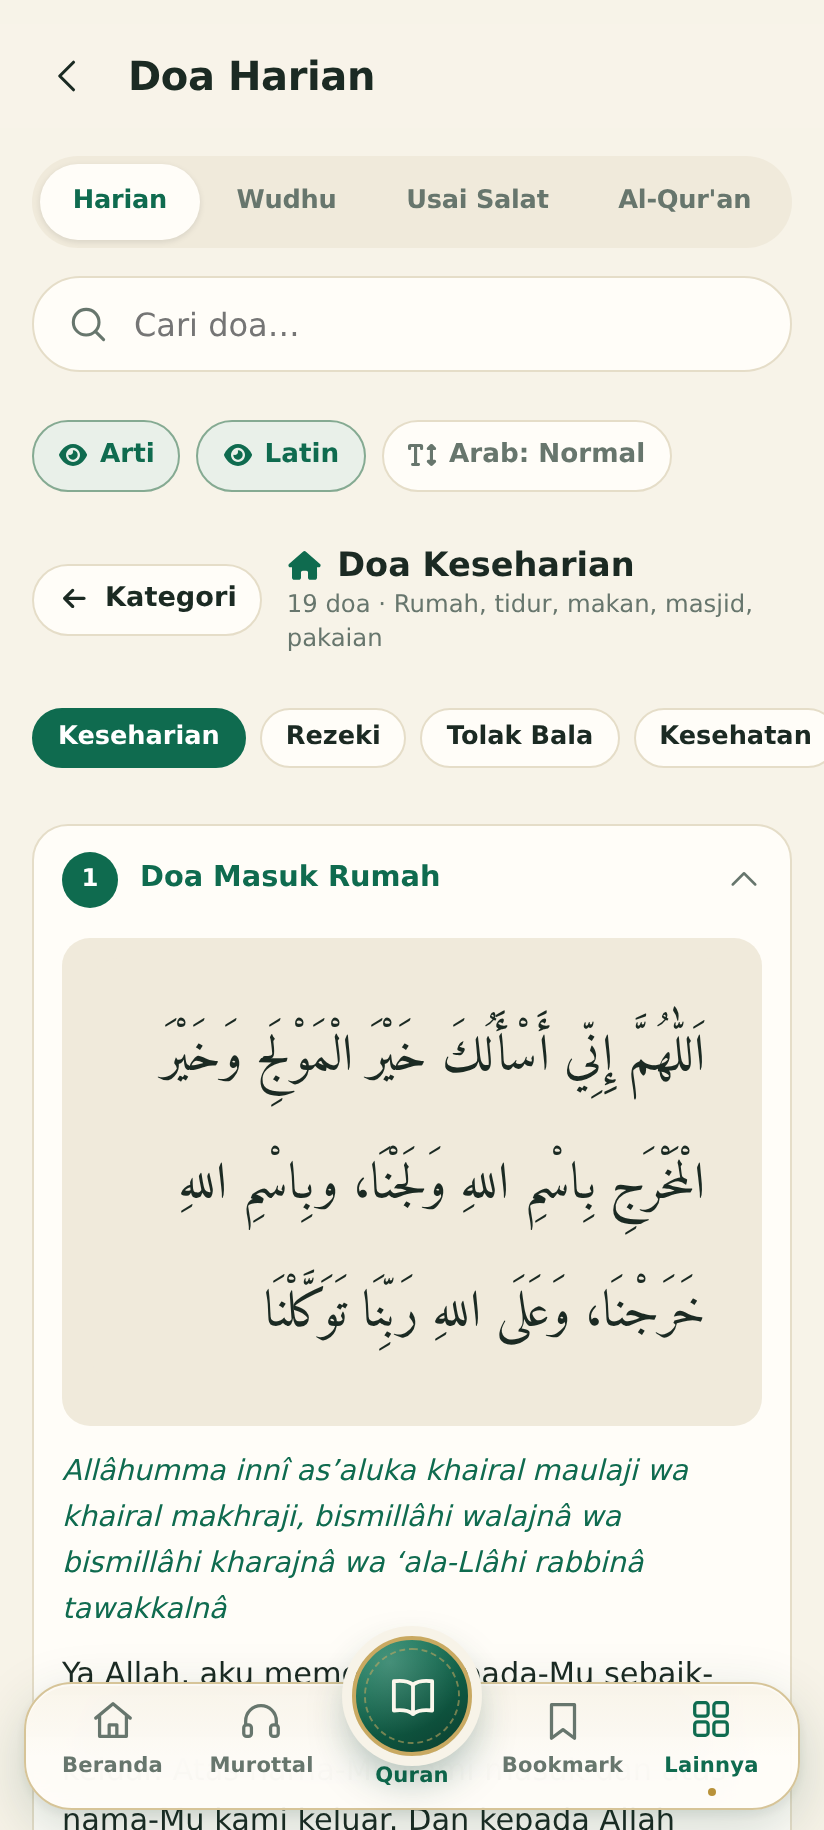 Doa Harian
Harian Wudhu Usai Salat Al-Qur'an
Cari doa...
Arti Latin Arab: Normal
Kategori
Doa Keseharian
19 doa · Rumah, tidur, makan, masjid,
pakaian
Keseharian Rezeki Tolak Bala Kesehatan
1 Doa Masuk Rumah
اَللّٰهُمَّ إِنِّي أَسْأَلُكَ خَيْرَ الْمَوْلَجِ وَخَيْرَ
الْمَخْرَجِ بِاسْمِ اللهِ وَلَجْنَا، وبِاسْمِ اللهِ
خَرَجْنَا، وَعَلَى اللهِ رَبِّنَا تَوَكَّلْنَا
Allâhumma innî as’aluka khairal maulaji wa
khairal makhraji, bismillâhi walajnâ wa
bismillâhi kharajnâ wa ‘ala-Llâhi rabbinâ
tawakkalnâ
Ya Allah, aku sebaik-
Beranda Murottal Quran Bookmark Lainnya
nama-Mu kami keluar. Dan kepada Allah